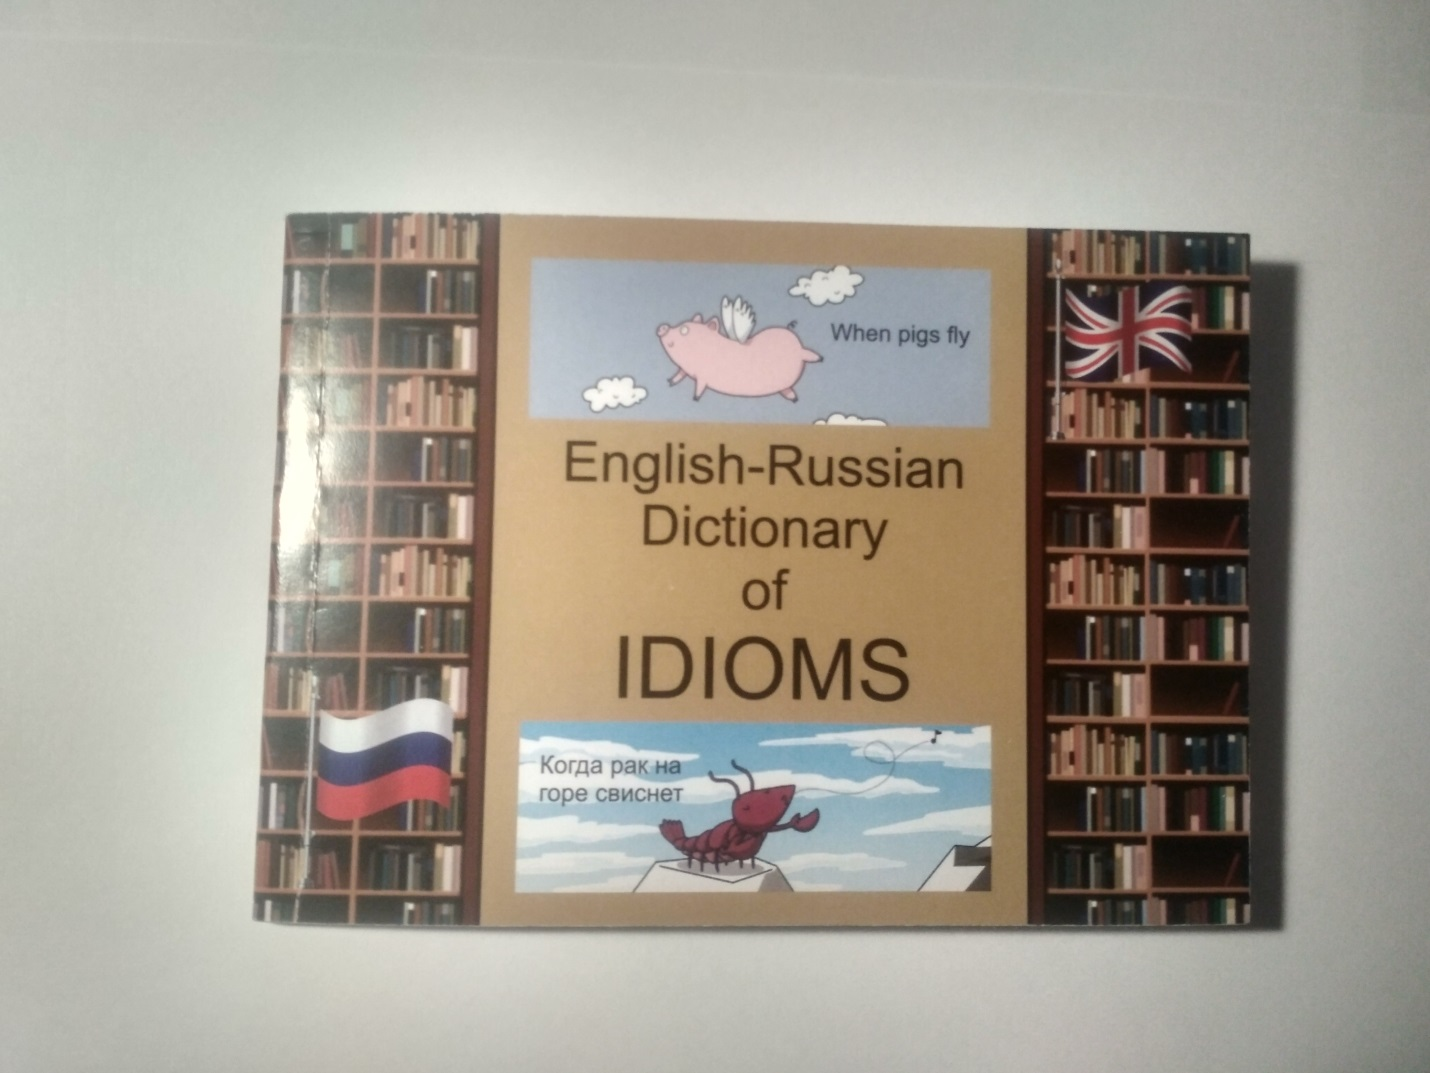 When pigs fly
English-Russian
Dictionary
of
IDIOMS
Когда рак на
горе свиснет